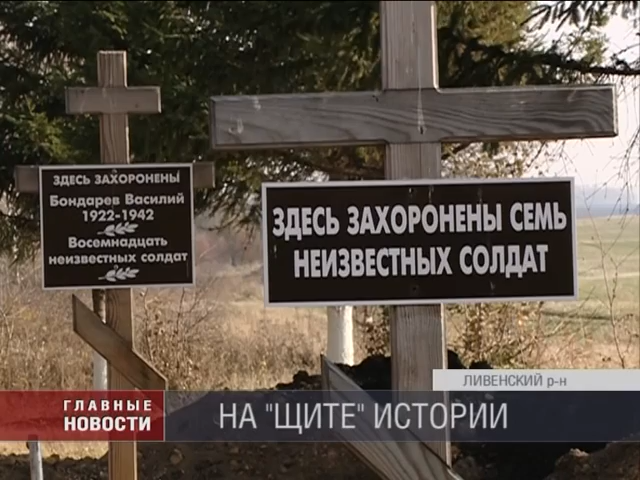 ЗДЕСЬ ЗАХОРОНЕНЫ
Бондарев Василий
1922-1942
Восемнадцать
неизвестных солдат
ЗДЕСЬ ЗАХОРОНЕНЫ СЕМЬ
НЕИЗВЕСТНЫХ СОЛДАТ
ЛИВЕНСКИЙ р-н
ГЛАВНЫЕ
НОВОСТИ
НА "ЩИТЕ" ИСТОРИИ